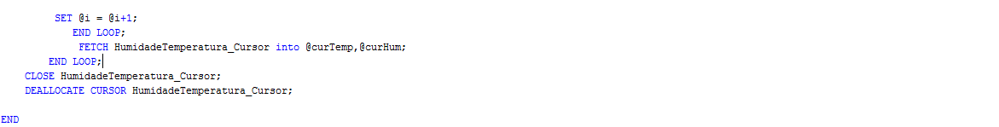 SET @i = @i+1;
END LOOP;
FETCH HumidadeTemperatura_Cursor into @curTemp,@curHum;
END LOOP;
CLOSE HumidadeTemperatura_Cursor;
DEALLOCATE CURSOR HumidadeTemperatura_Cursor;
END